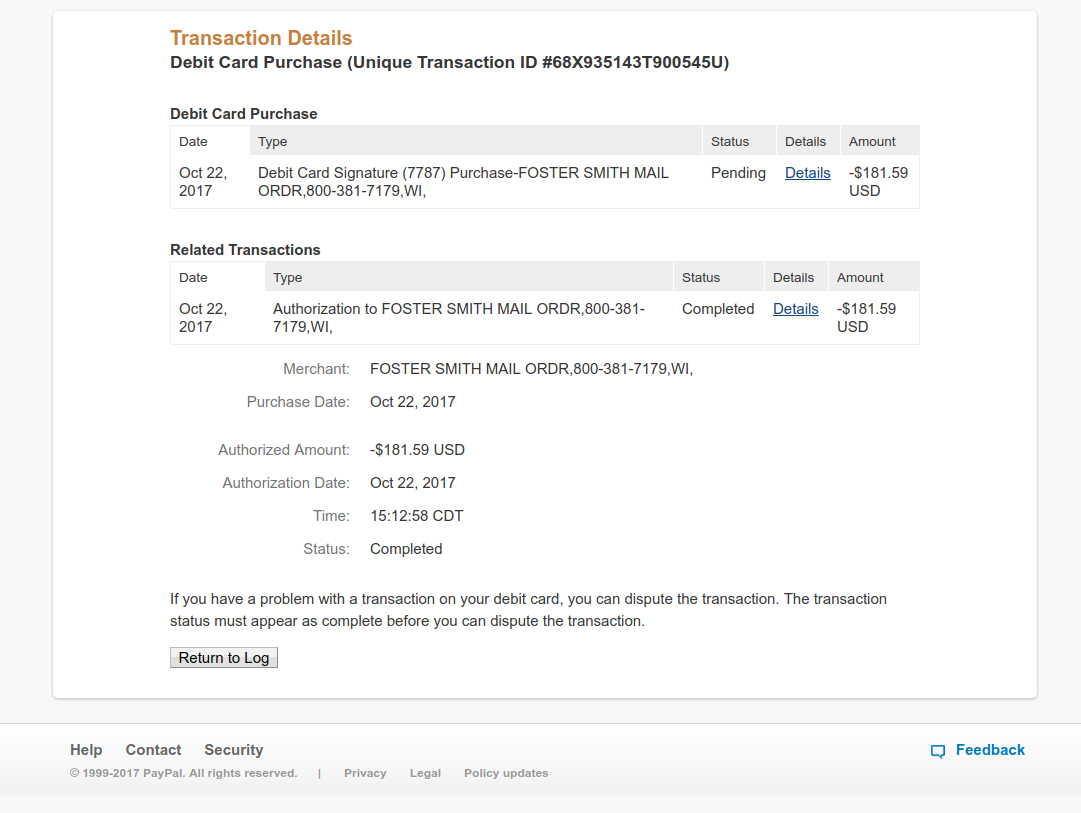 Transaction Details
Debit Card Purchase (Unique Transaction ID #68X935143T900545U)
Debit Card Purchase
Date Type Status Details Amount
Oct 22, 2017 Debit Card Signature (7787) Purchase-FOSTER SMITH MAIL ORDR,800-381-7179,WI, Pending Details -$181.59 USD
Related Transactions
Date Type Status Details Amount
Oct 22, 2017 Authorization to FOSTER SMITH MAIL ORDR,800-381-7179,WI, Completed Details -$181.59 USD
Merchant: FOSTER SMITH MAIL ORDR,800-381-7179,WI,
Purchase Date: Oct 22, 2017
Authorized Amount: -$181.59 USD
Authorization Date: Oct 22, 2017
Time: 15:12:58 CDT
Status: Completed
If you have a problem with a transaction on your debit card, you can dispute the transaction. The transaction
status must appear as complete before you can dispute the transaction.
Return to Log
Help Contact Security Feedback
© 1999-2017 PayPal. All rights reserved. | Privacy Legal Policy updates